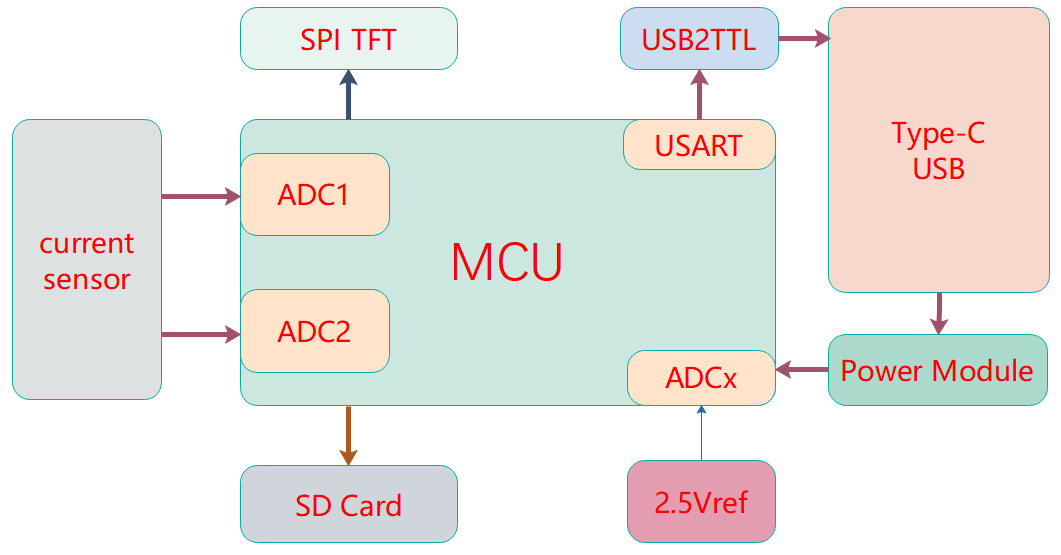 SPI TFT
USB2TTL
Type-C
USB
USART
ADC1
current
sensor
MCU
ADC2
ADCx
Power Module
SD Card
2.5Vref